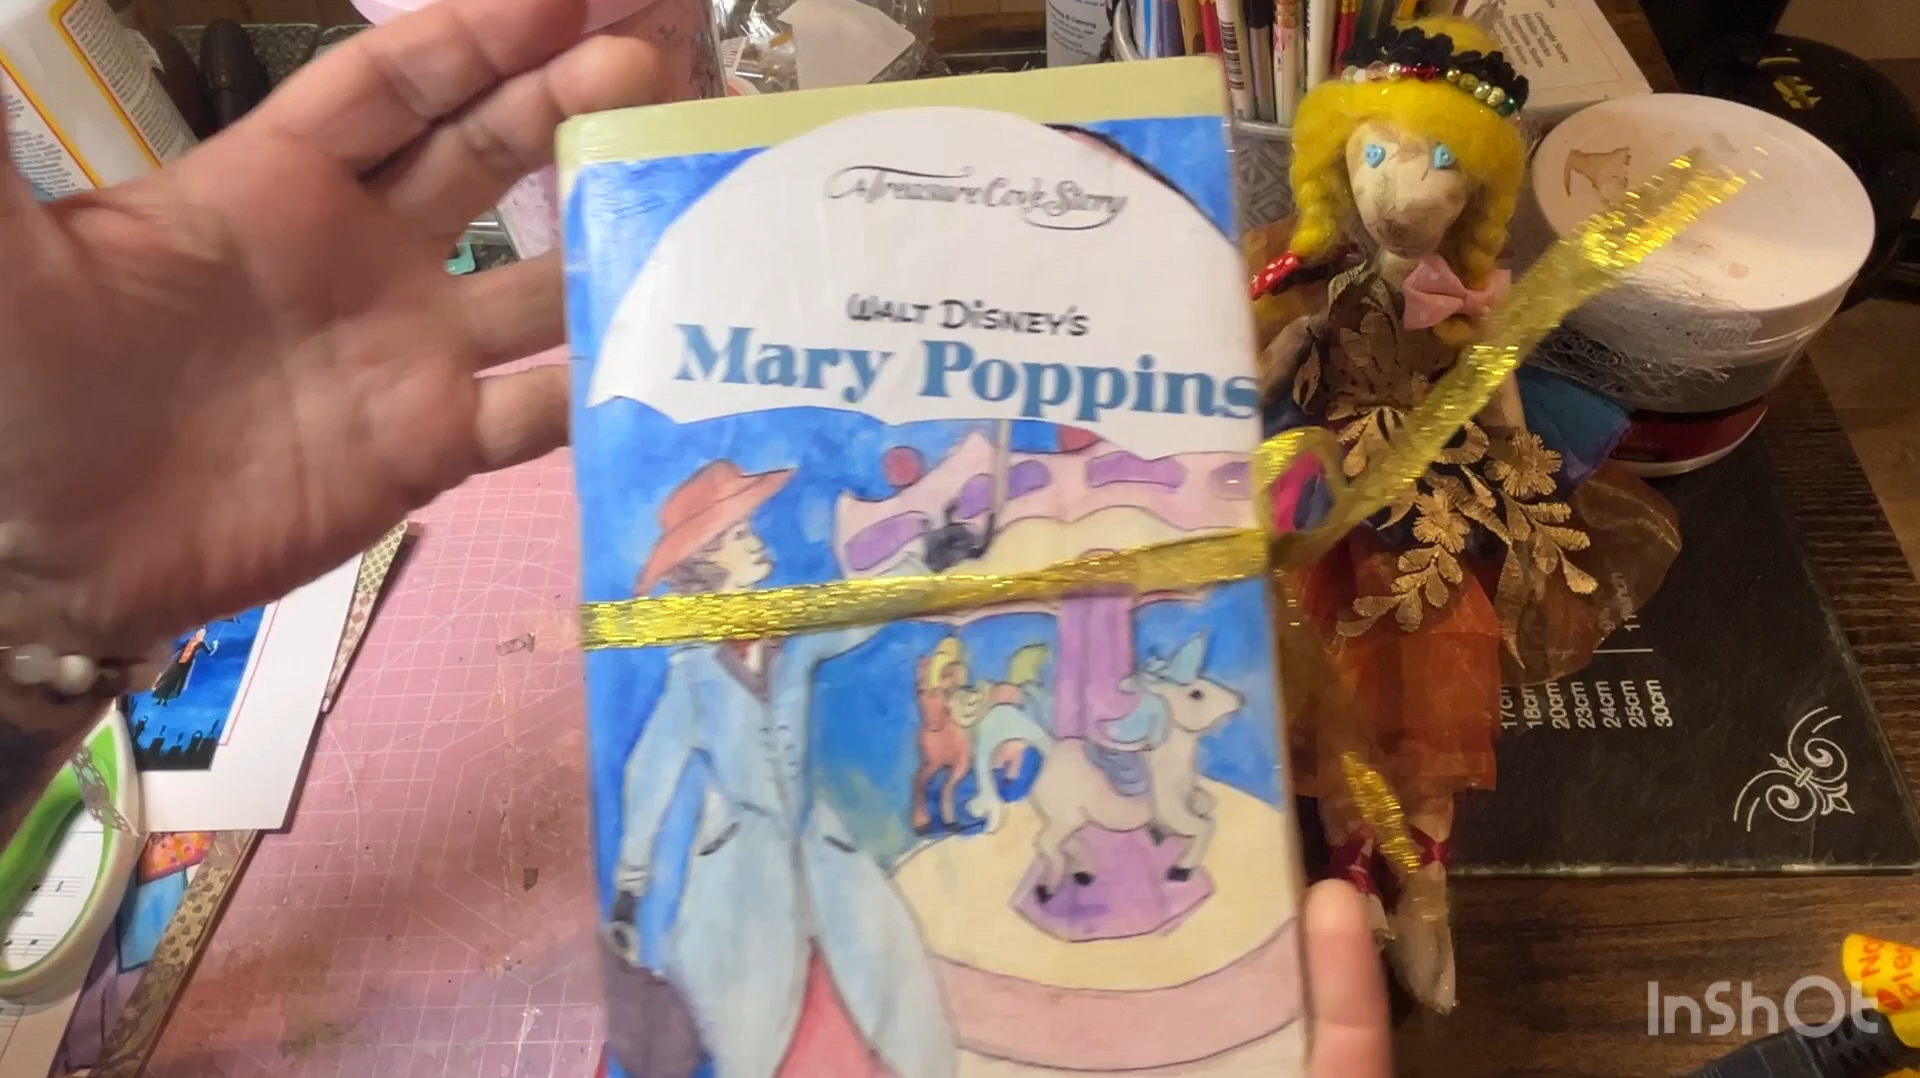 A Treasure Cove Story
WALT DISNEY'S
Mary Poppins
17cm
18cm
20cm
23cm
24cm
25cm
30cm
InShOt